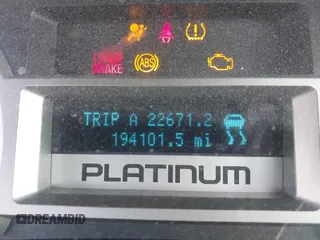 BRAKE
ABS
TRIP A 22671.2
194101.5 mi
PLATINUM
DREAMBID